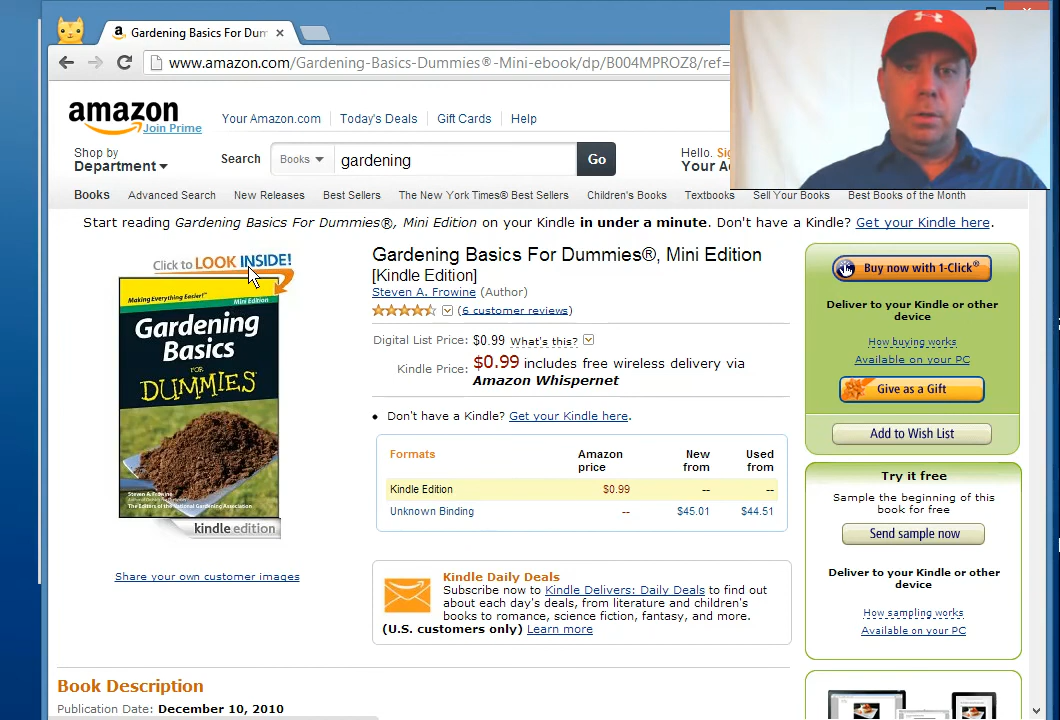 Gardening Basics For Dum
www.amazon.com/Gardening-Basics-Dummies®-Mini-ebook/dp/B004MPROZ8/ref=
amazon
Join Prime
Your Amazon.com
Today's Deals
Gift Cards
Help
Shop by
Department
Search
Books
gardening
Go
Hello.
Your
Books
Advanced Search
New Releases
Best Sellers
The New York Times® Best Sellers
Children's Books
Textbooks
Sell Your Books
Best Books of the Month
Start reading Gardening Basics For Dummies®, Mini Edition on your Kindle in under a minute. Don't have a Kindle? Get your Kindle here.
Click to LOOK INSIDE!
Making Everything Easier!™
Mini Edition
Gardening
Basics
FOR
DUMMIES
Steven A. Frowine
The Editors of the National Gardening Association
kindle edition
Share your own customer images
Gardening Basics For Dummies®, Mini Edition
[Kindle Edition]
Steven A. Frowine (Author)
(6 customer reviews)
Digital List Price: $0.99 What's this?
Kindle Price: $0.99 includes free wireless delivery via
Amazon Whispernet
• Don't have a Kindle? Get your Kindle here.
Formats Amazon price New from Used from
Kindle Edition $0.99 -- --
Unknown Binding -- $45.01 $44.51
Kindle Daily Deals
Subscribe now to Kindle Delivers: Daily Deals to find out
about each day's deals, from literature and children's
books to romance, science fiction, fantasy, and more.
(U.S. customers only) Learn more
Buy now with 1-Click®
Deliver to your Kindle or other
device
How buying works
Available on your PC
Give as a Gift
Add to Wish List
Try it free
Sample the beginning of this
book for free
Send sample now
Deliver to your Kindle or other
device
How sampling works
Available on your PC
Book Description
Publication Date: December 10, 2010